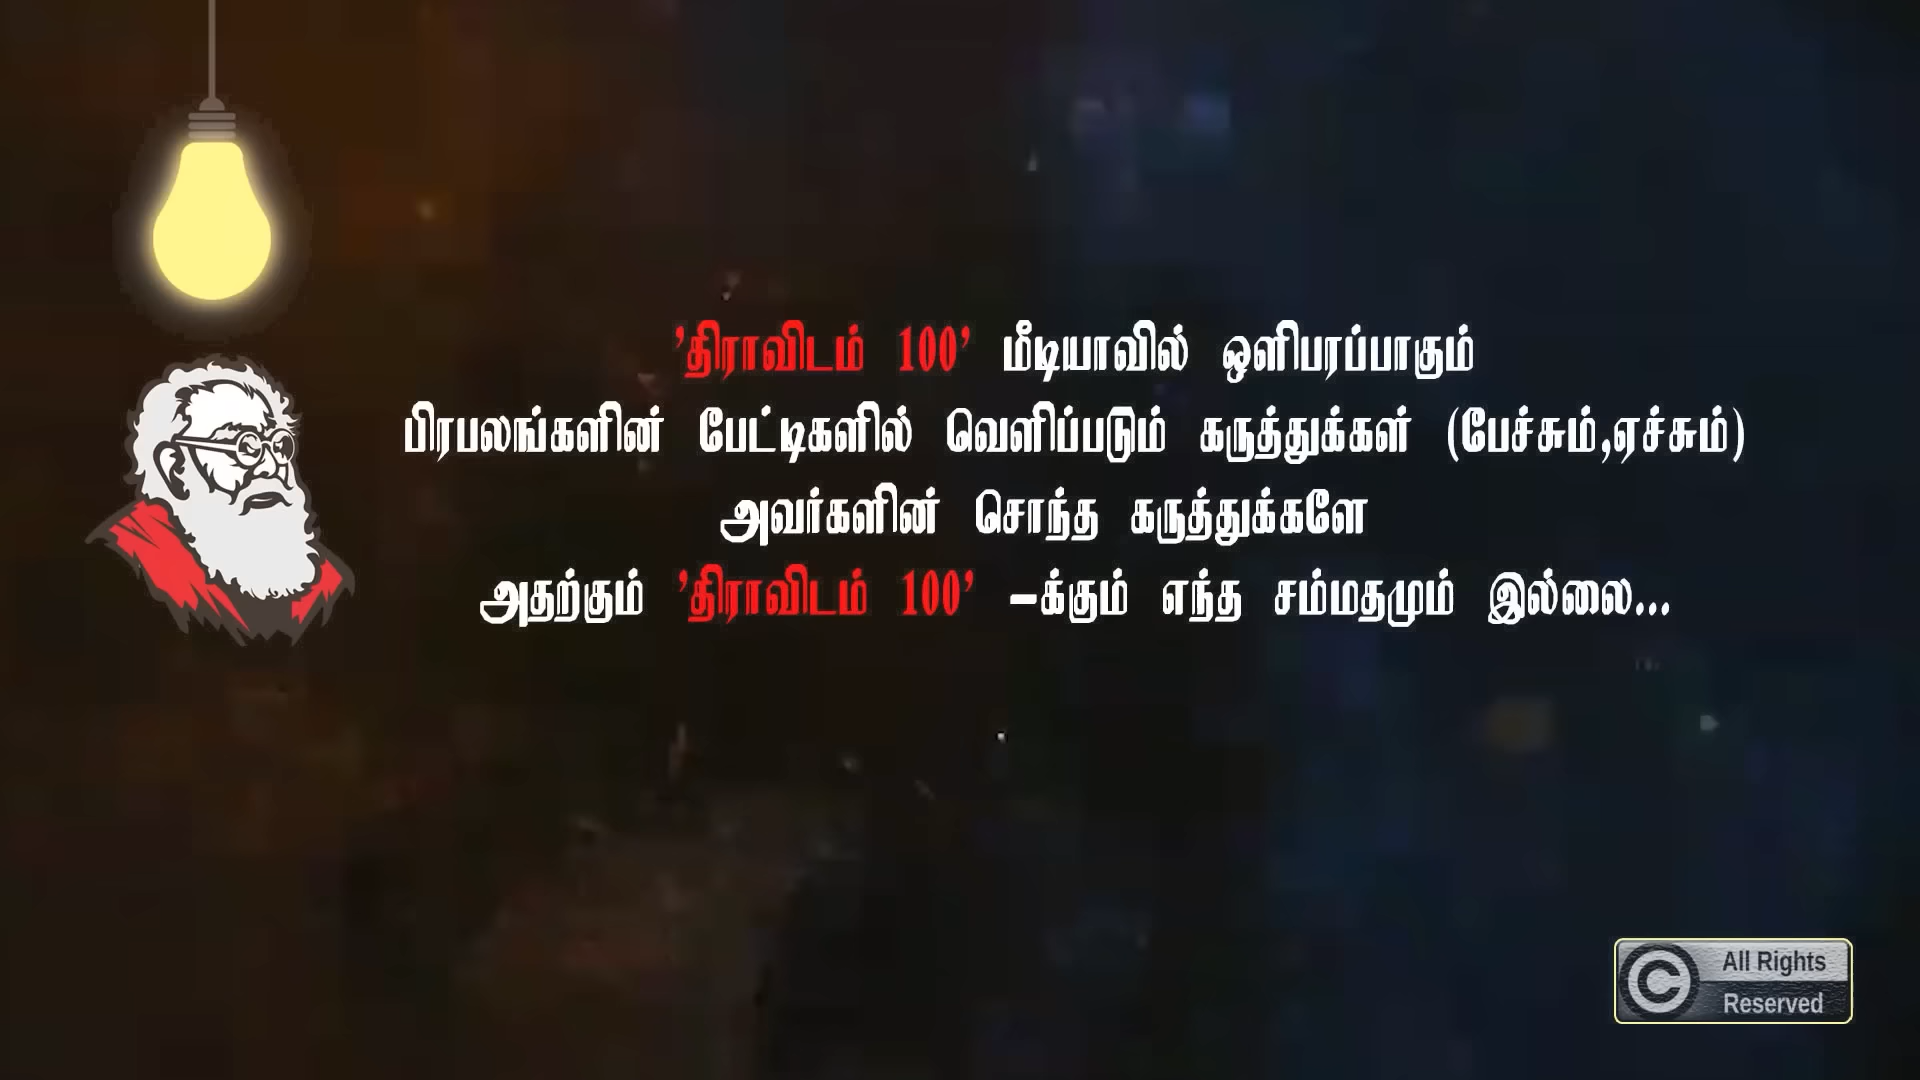 'திராவிடம் 100' மீடியாவில் ஒளிபரப்பாகும்
பிரபலங்களின் பேட்டிகளில் வெளிப்படும் கருத்துக்கள் (பேச்சும்,ஏச்சும்)
அவர்களின் சொந்த கருத்துக்களே
அதற்கும் 'திராவிடம் 100' -க்கும் எந்த சம்மதமும் இல்லை...
© All Rights
Reserved